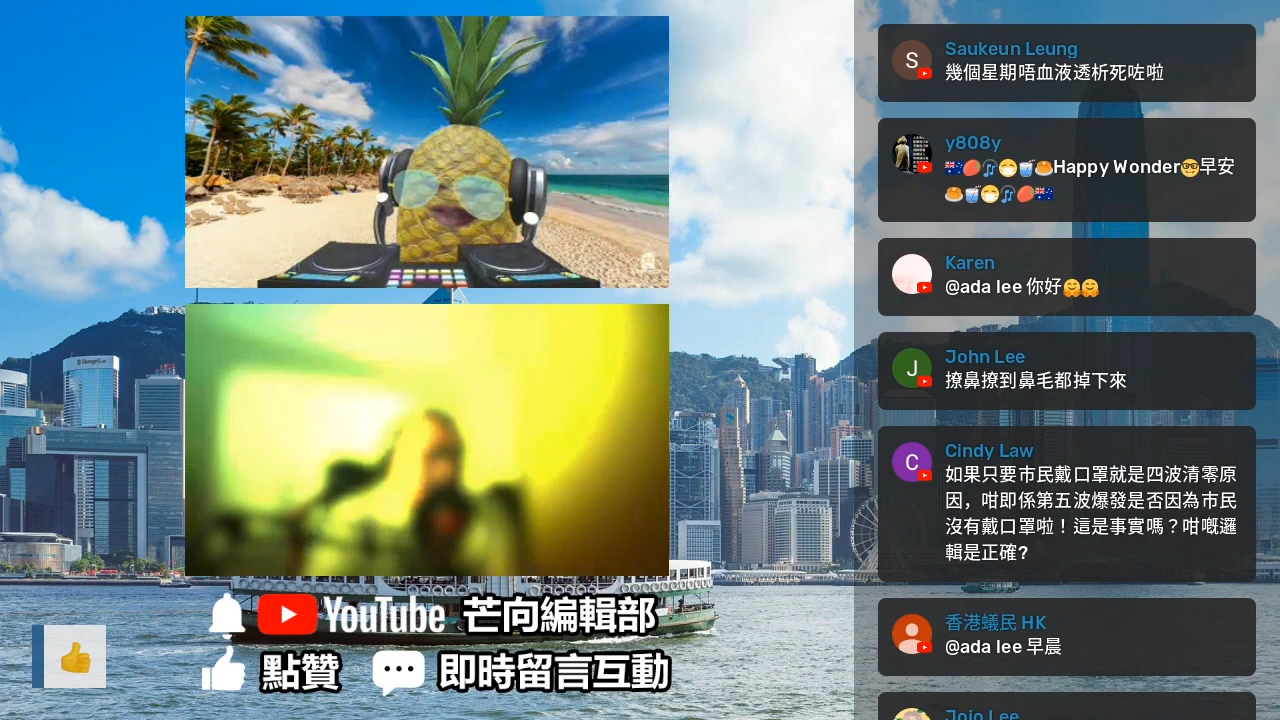 Saukeun Leung
幾個星期唔血液透析死咗啦
y808y
🇦🇺🥭🎶😷🥤🍮Happy Wonder🤓早安
🍮🥤😷🎶🥭🇦🇺
Karen
@ada lee 你好🤗🤗
John Lee
撩鼻撩到鼻毛都掉下來
Cindy Law
如果只要市民戴口罩就是四波清零原
因，咁即係第五波爆發是否因為市民
沒有戴口罩啦！這是事實嗎？咁嘅邏
輯是正確?
香港蟻民 HK
@ada lee 早晨
Jojo Lee
YouTube 芒向編輯部
點贊 即時留言互動